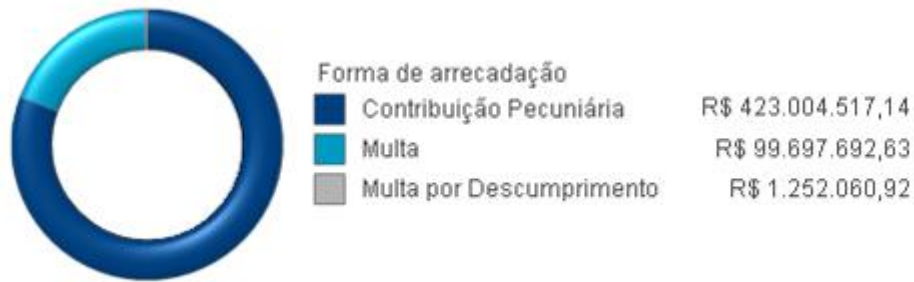 Forma de arrecadação
Contribuição Pecuniária R$ 423.004.517,14
Multa R$ 99.697.692,63
Multa por Descumprimento R$ 1.252.060,92